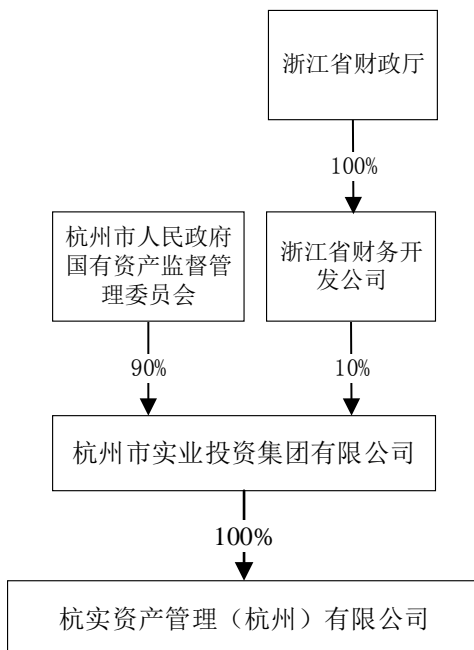 浙江省财政厅
100%
杭州市人民政府
国有资产监督管
理委员会
浙江省财务开
发公司
90%
10%
杭州市实业投资集团有限公司
100%
杭实资产管理（杭州）有限公司